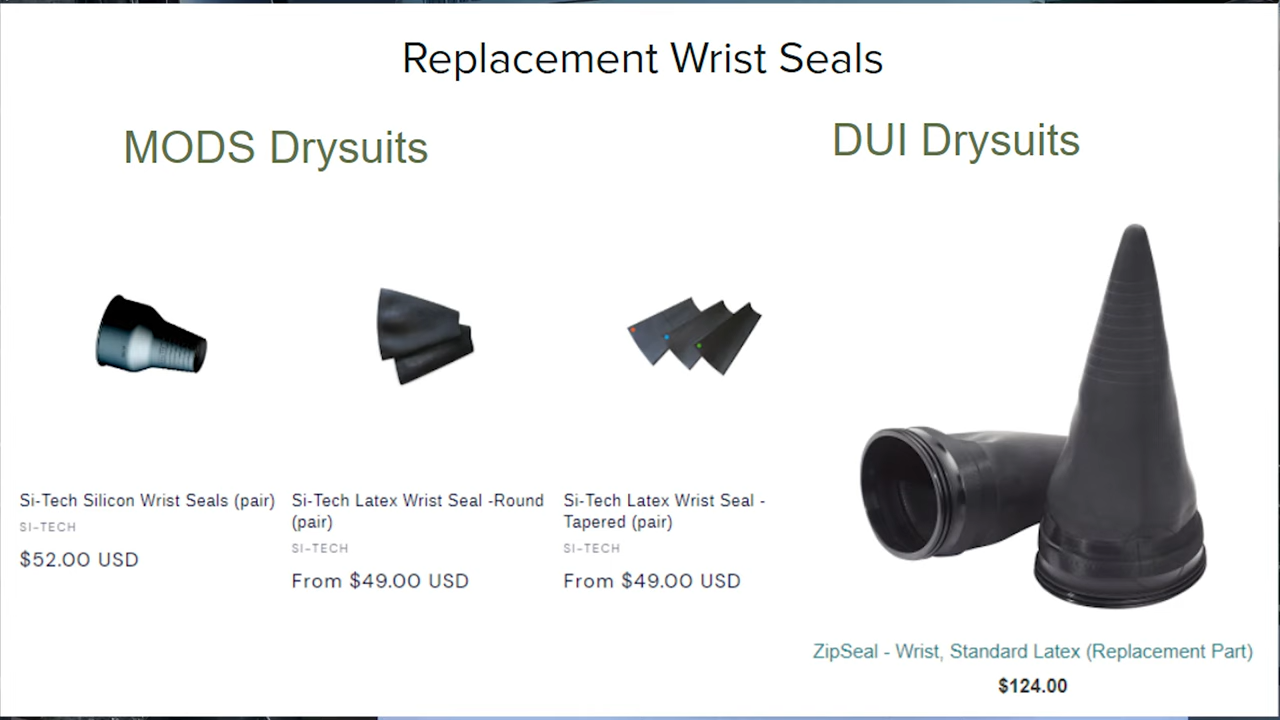 Replacement Wrist Seals
MODS Drysuits
DUI Drysuits
Si-Tech Silicon Wrist Seals (pair)
SI-TECH
$52.00 USD
Si-Tech Latex Wrist Seal -Round
(pair)
SI-TECH
From $49.00 USD
Si-Tech Latex Wrist Seal -
Tapered (pair)
SI-TECH
From $49.00 USD
ZipSeal - Wrist, Standard Latex (Replacement Part)
$124.00